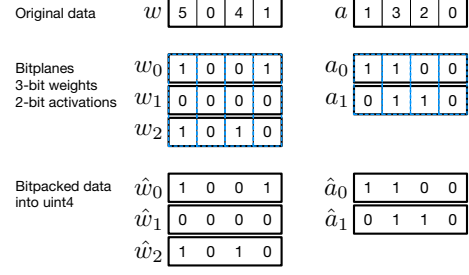 Original data w 5 0 4 1 a 1 3 2 0
Bitplanes w₀ 1 0 0 1 a₀ 1 1 0 0
3-bit weights w₁ 0 0 0 0 a₁ 0 1 1 0
2-bit activations w₂ 1 0 1 0
Bitpacked data ŵ₀ 1 0 0 1 â₀ 1 1 0 0
into uint4 ŵ₁ 0 0 0 0 â₁ 0 1 1 0
ŵ₂ 1 0 1 0